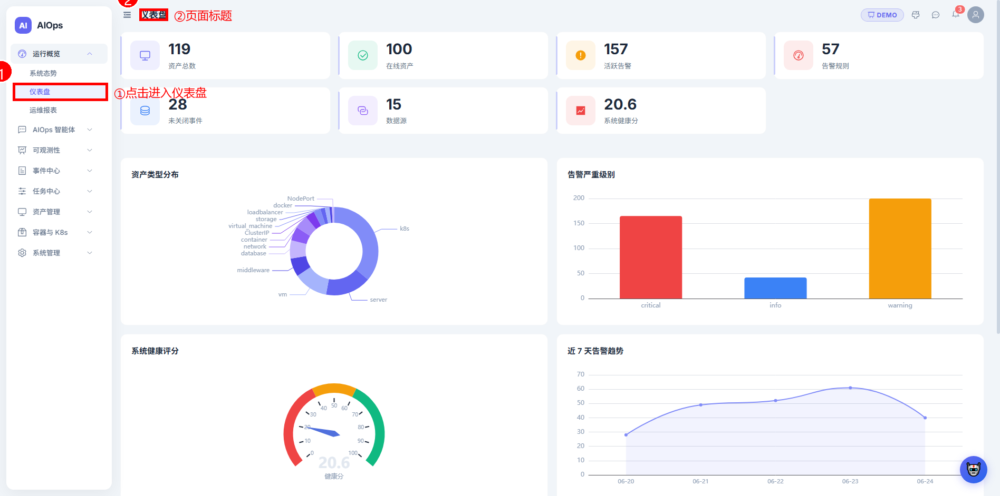 AI AIOps
运行概览
系统态势
仪表盘
运维报表
AIOps 智能体
可观测性
事件中心
任务中心
资产管理
容器与 K8s
系统管理
1
2
仪表盘
②页面标题
①点击进入仪表盘
DEMO
3
119
资产总数
100
在线资产
157
活跃告警
57
告警规则
28
未关闭事件
15
数据源
20.6
系统健康分
资产类型分布
NodePort
docker
loadbalancer
storage
virtual_machine
ClusterIP
container
network
database
middleware
vm
server
k8s
告警严重级别
200
150
100
50
0
critical info warning
系统健康评分
0
10
20
30
40
50
60
70
80
90
100
20.6
健康分
近 7 天告警趋势
70
60
50
40
30
20
10
0
06-20 06-21 06-22 06-23 06-24